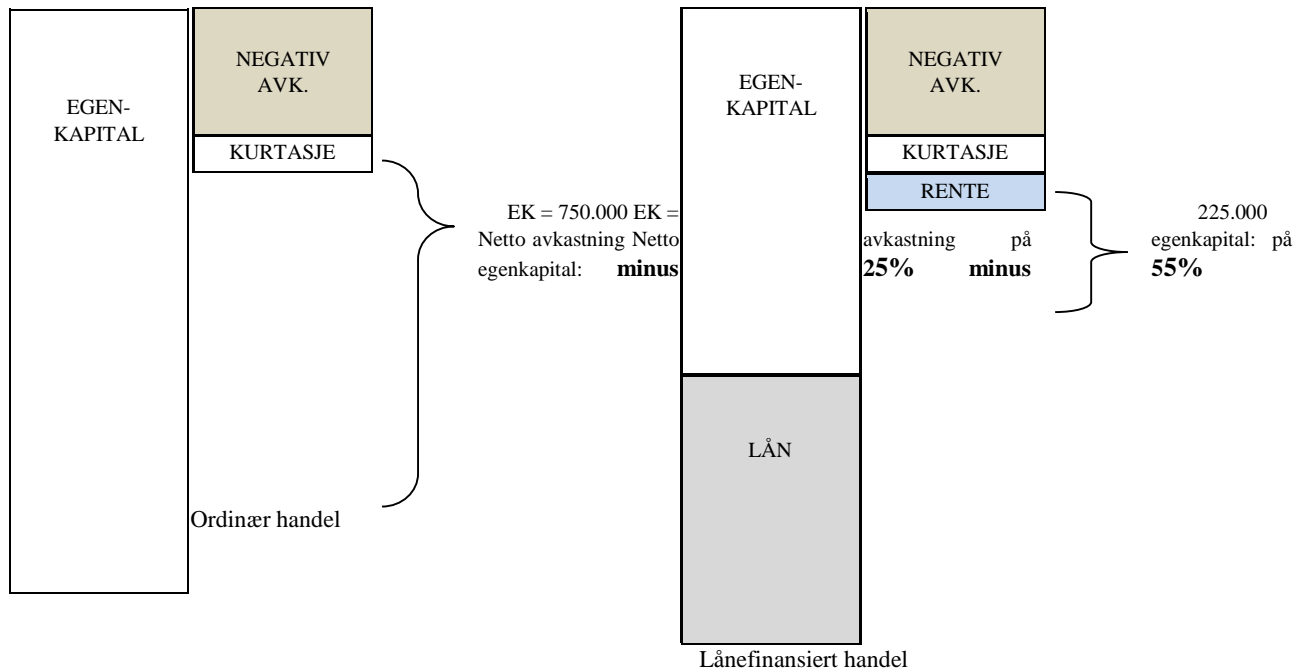 EGEN-
KAPITAL
NEGATIV
AVK.
KURTASJE
Ordinær handel
EK = 750.000 EK =
Netto avkastning Netto
egenkapital: minus
EGEN-
KAPITAL
LÅN
NEGATIV
AVK.
KURTASJE
RENTE
avkastning på
25% minus
225.000
egenkapital: på
55%
Lånefinansiert handel